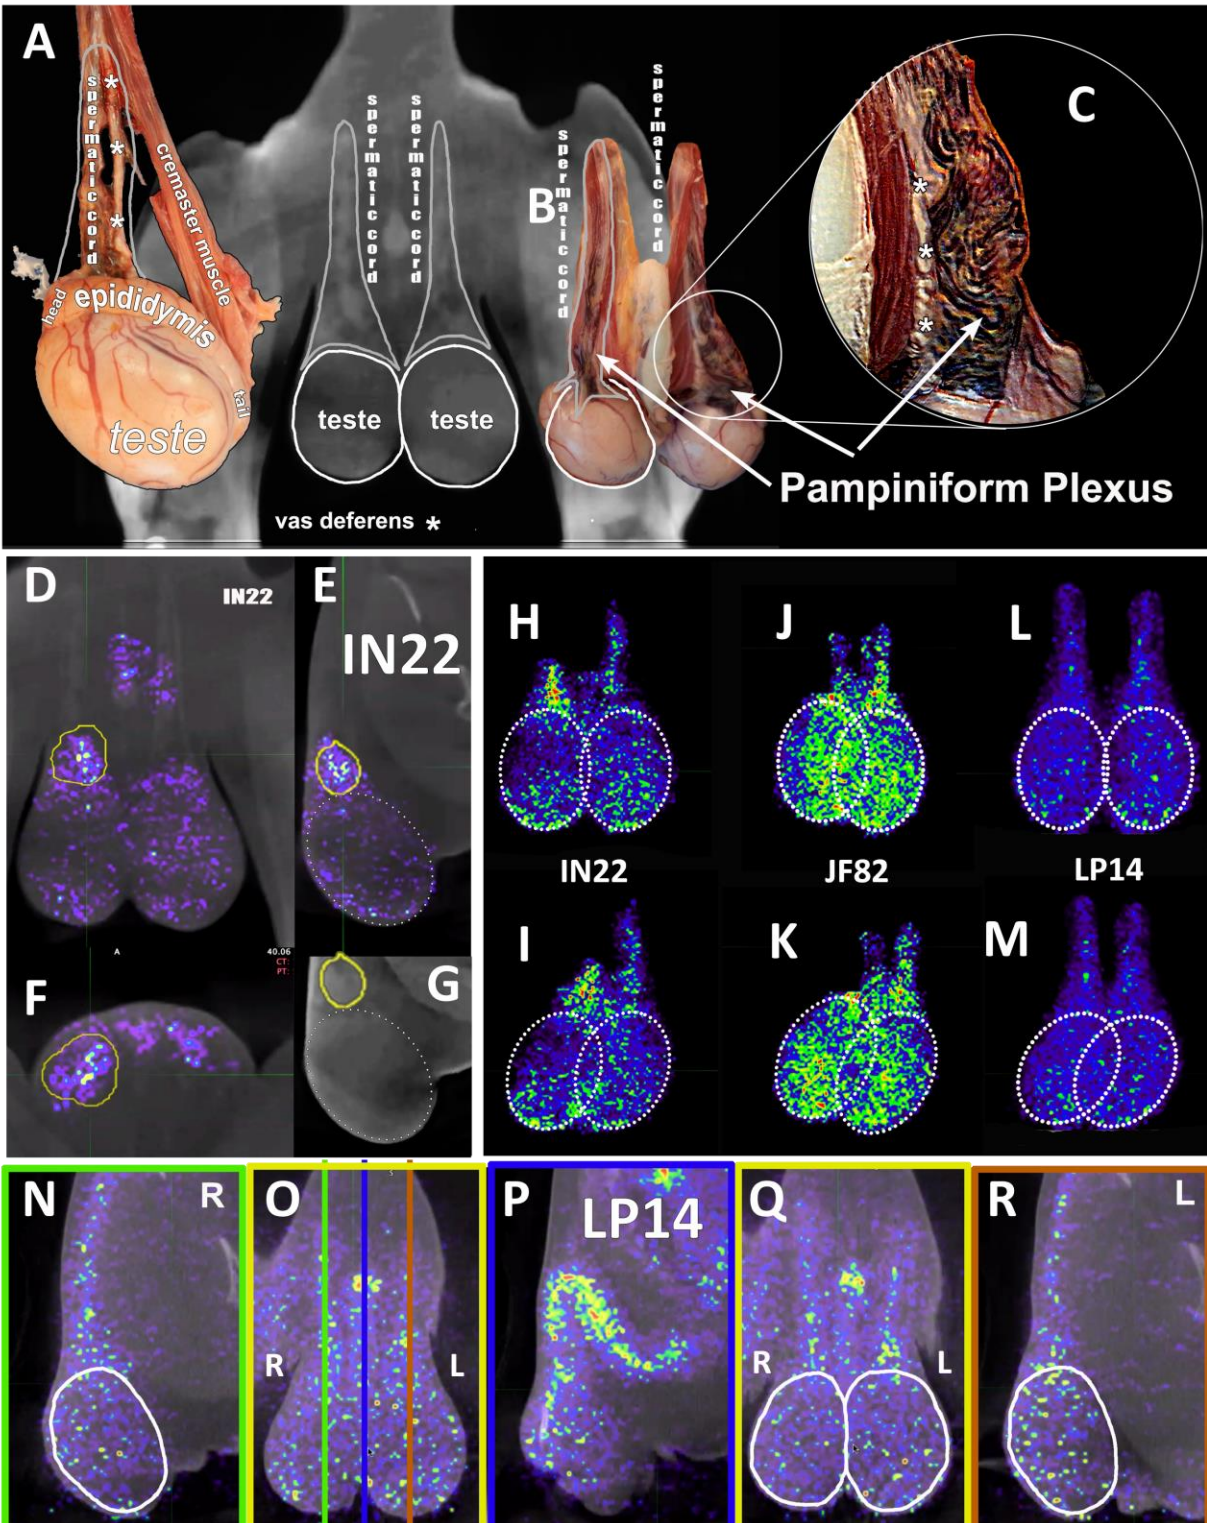 A
spermatic cord
***
cremaster muscle
head
epididymis
tail
teste
spermatic cord
spermatic cord
teste
teste
vas deferens *
B
spermatic cord
spermatic cord
C
***
Pampiniform Plexus
D
IN22
E
IN22
A
40.06
CT:
PT:
F
G
H
J
L
IN22
JF82
LP14
I
K
M
N
R
O
R
L
P
LP14
Q
R
L
R
L